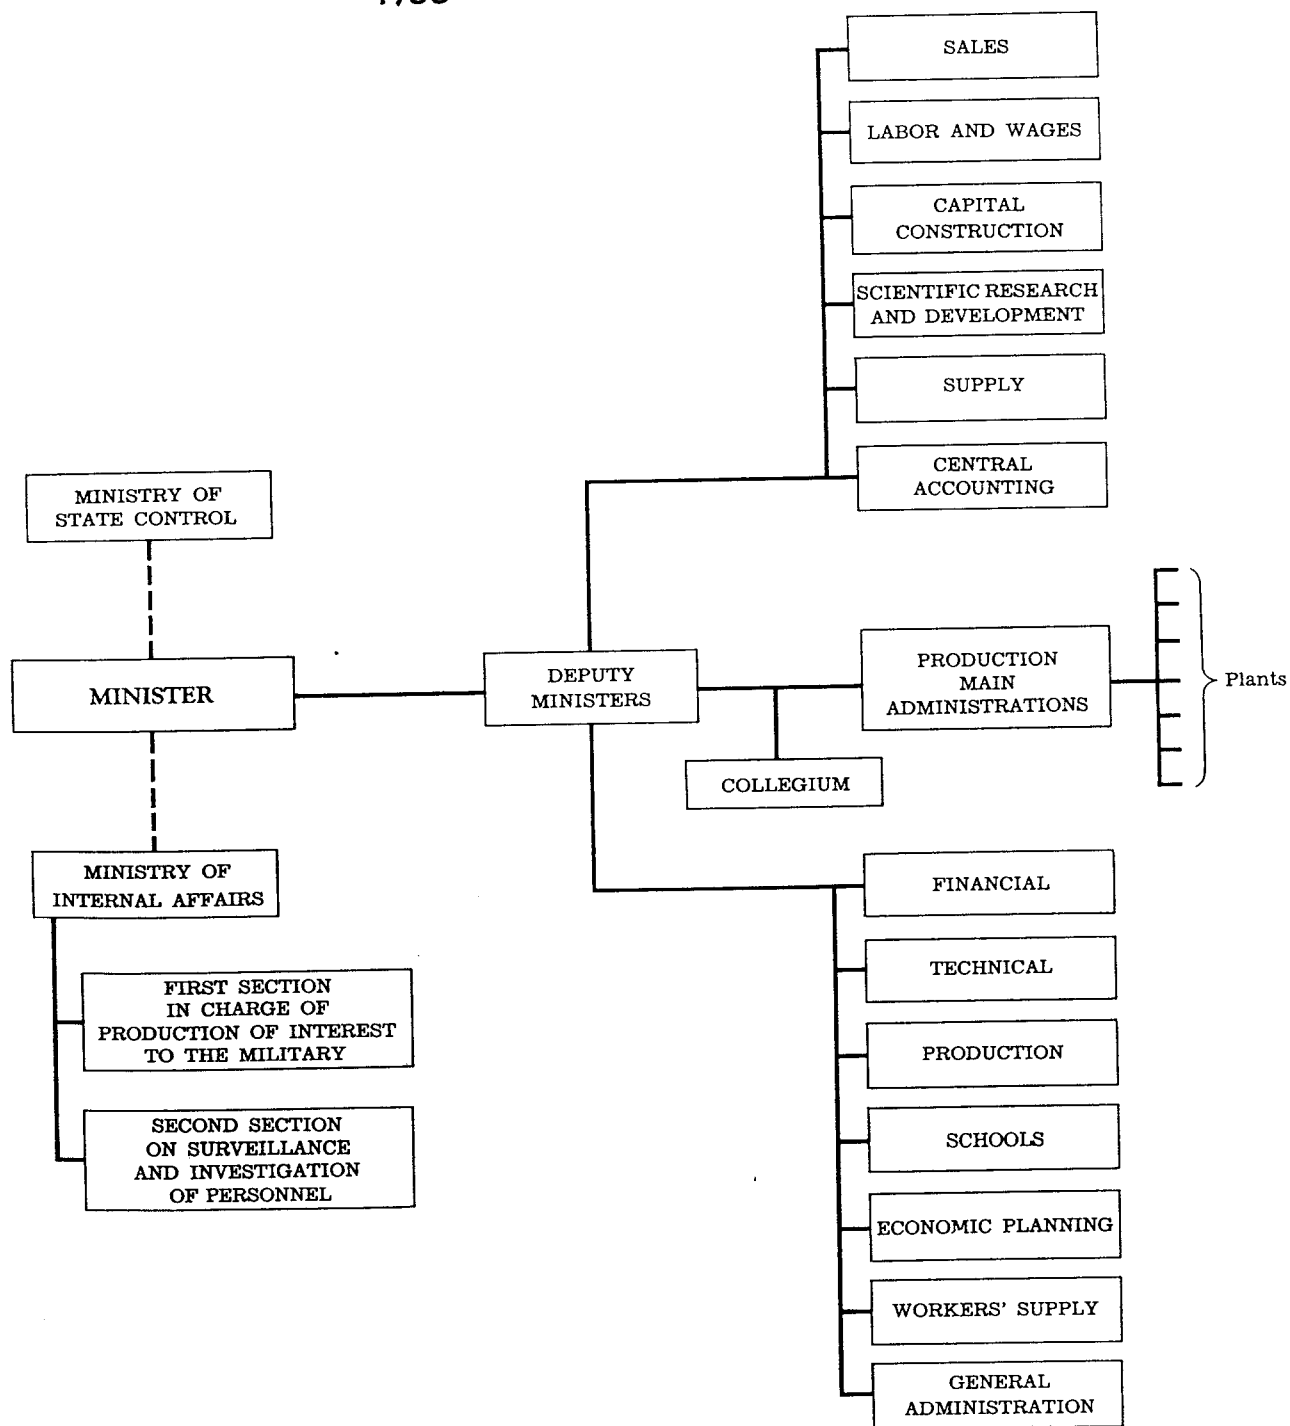 SALES
LABOR AND WAGES
CAPITAL
CONSTRUCTION
SCIENTIFIC RESEARCH
AND DEVELOPMENT
SUPPLY
CENTRAL
ACCOUNTING
MINISTRY OF
STATE CONTROL
MINISTER
DEPUTY
MINISTERS
PRODUCTION
MAIN
ADMINISTRATIONS
Plants
COLLEGIUM
MINISTRY OF
INTERNAL AFFAIRS
FIRST SECTION
IN CHARGE OF
PRODUCTION OF INTEREST
TO THE MILITARY
SECOND SECTION
ON SURVEILLANCE
AND INVESTIGATION
OF PERSONNEL
FINANCIAL
TECHNICAL
PRODUCTION
SCHOOLS
ECONOMIC PLANNING
WORKERS' SUPPLY
GENERAL
ADMINISTRATION